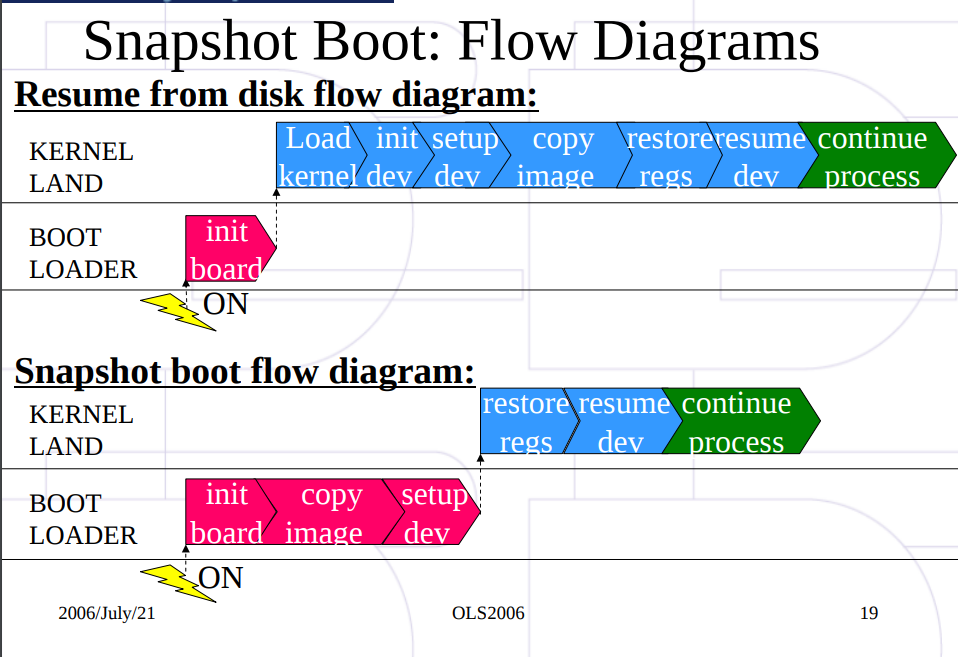 Snapshot Boot: Flow Diagrams
Resume from disk flow diagram:
KERNEL
LAND
Load
kernel
init
dev
setup
dev
copy
image
restore
regs
resume
dev
continue
process
BOOT
LOADER
init
board
ON
Snapshot boot flow diagram:
KERNEL
LAND
restore
regs
resume
dev
continue
process
BOOT
LOADER
init
board
copy
image
setup
dev
ON
2006/July/21
OLS2006
19